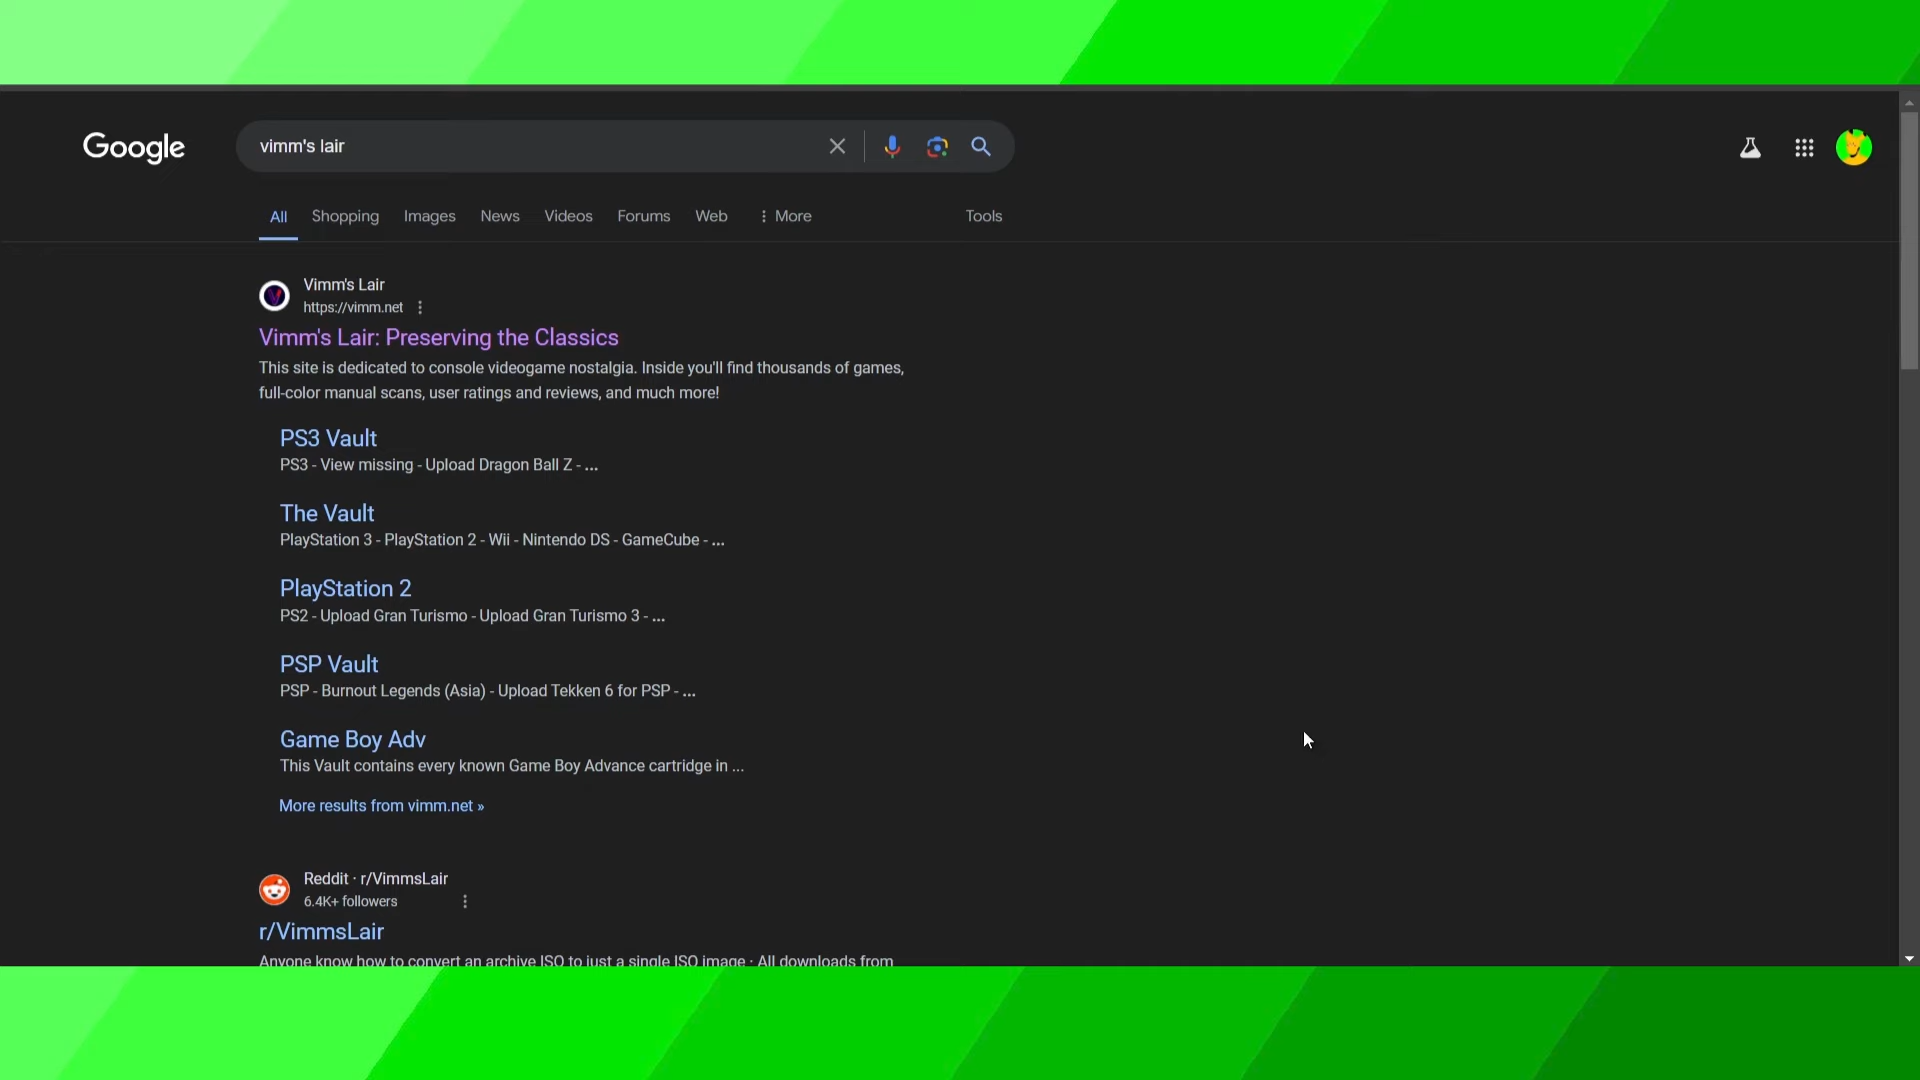 Google
vimm's lair
All Shopping Images News Videos Forums Web More Tools
Vimm's Lair
https://vimm.net
Vimm's Lair: Preserving the Classics
This site is dedicated to console videogame nostalgia. Inside you'll find thousands of games,
full-color manual scans, user ratings and reviews, and much more!
PS3 Vault
PS3 - View missing - Upload Dragon Ball Z - ...
The Vault
PlayStation 3 - PlayStation 2 - Wii - Nintendo DS - GameCube - ...
PlayStation 2
PS2 - Upload Gran Turismo - Upload Gran Turismo 3 - ...
PSP Vault
PSP - Burnout Legends (Asia) - Upload Tekken 6 for PSP - ...
Game Boy Adv
This Vault contains every known Game Boy Advance cartridge in ...
More results from vimm.net »
Reddit · r/VimmsLair
6.4K+ followers
r/VimmsLair
Anyone know how to convert an archive ISO to just a single ISO image · All downloads from